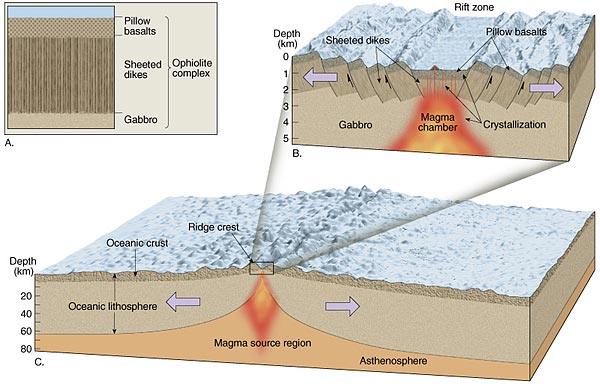 Pillow
basalts
Sheeted
dikes
Ophiolite
complex
Gabbro
A.
Rift zone
Depth
(km)
Sheeted dikes
Pillow basalts
0
1
2
3
4
5
Gabbro
Magma
chamber
Crystallization
B.
Ridge crest
Oceanic crust
Depth
(km)
20
40
60
80
Oceanic lithosphere
Magma source region
Asthenosphere
C.